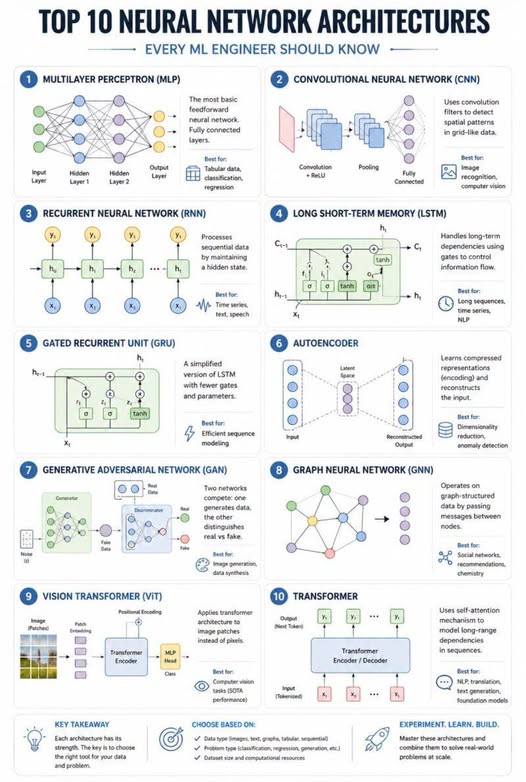 TOP 10 NEURAL NETWORK ARCHITECTURES
EVERY ML ENGINEER SHOULD KNOW
1 MULTILAYER PERCEPTRON (MLP)
The most basic
feedforward
neural network.
Fully connected
layers.
Best for:
Tabular data,
classification,
regression
Input
Layer
Hidden
Layer 1
Hidden
Layer 2
Output
Layer
2 CONVOLUTIONAL NEURAL NETWORK (CNN)
Uses convolution
filters to detect
spatial patterns
in grid-like data.
Best for:
Image
recognition,
computer vision
Convolution
+ ReLU
Pooling
Fully
Connected
3 RECURRENT NEURAL NETWORK (RNN)
Processes
sequential data
by maintaining
a hidden state.
Best for:
Time series,
text, speech
4 LONG SHORT-TERM MEMORY (LSTM)
Handles long-term
dependencies using
gates to control
information flow.
Best for:
Long sequences,
time series,
NLP
Cₜ₋₁
hₜ
Cₜ
tanh
σ σ tanh
hₜ₋₁
hₜ
xₜ
5 GATED RECURRENT UNIT (GRU)
A simplified
version of LSTM
with fewer gates
and parameters.
Best for:
Efficient sequence
modeling
hₜ₋₁
σ σ tanh
6 AUTOENCODER
Learns compressed
representations
(encoding) and
reconstructs
the input.
Best for:
Dimensionality
reduction,
anomaly detection
Latent
Space
Input
Reconstructed
Output
7 GENERATIVE ADVERSARIAL NETWORK (GAN)
Two networks
compete: one
generates data,
the other
distinguishes
real vs fake.
Best for:
Image generation,
data synthesis
Generator
Real
Data
Discriminator
Noise
(z)
Fake
Data
Real
Fake
8 GRAPH NEURAL NETWORK (GNN)
Operates on
graph-structured
data by passing
messages between
nodes.
Best for:
Social networks,
recommendations,
chemistry
9 VISION TRANSFORMER (ViT)
Applies transformer
architecture to
image patches
instead of pixels.
Best for:
Computer vision
tasks (SOTA
performance)
Image
(Patches)
Patch
Embedding
Positional Encoding
Transformer
Encoder
MLP
Head
Class
10 TRANSFORMER
Uses self-attention
mechanism to
model long-range
dependencies
in sequences.
Best for:
NLP, translation,
text generation,
foundation models
Output
(Next Token)
Transformer
Encoder / Decoder
Input
(Tokenized)
KEY TAKEAWAY
Each architecture has its
strength. The key is to choose
the right tool for your data
and problem.
CHOOSE BASED ON:
✓ Data type (images, text, graphs, tabular, sequential)
✓ Problem type (classification, regression, generation, etc.)
✓ Dataset size and computational resources
EXPERIMENT. LEARN. BUILD.
Master these architectures and
combine them to solve real-world
problems at scale.